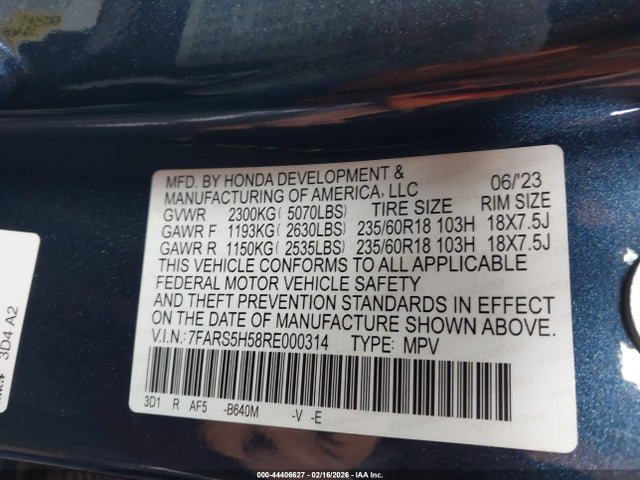 MFD. BY HONDA DEVELOPMENT & 06/'23
MANUFACTURING OF AMERICA, LLC
GVWR 2300KG( 5070LBS) TIRE SIZE RIM SIZE
GAWR F 1193KG( 2630LBS) 235/60R18 103H 18X7.5J
GAWR R 1150KG( 2535LBS) 235/60R18 103H 18X7.5J
THIS VEHICLE CONFORMS TO ALL APPLICABLE
FEDERAL MOTOR VEHICLE SAFETY
AND THEFT PREVENTION STANDARDS IN EFFECT
ON THE DATE OF MANUFACTURE SHOWN ABOVE.
V.I.N.:7FARS5H58RE000314 TYPE: MPV
3D1 R AF5 -B640M -V -E
3D4 A2
000-44406627 - 02/16/2026 - IAA Inc.